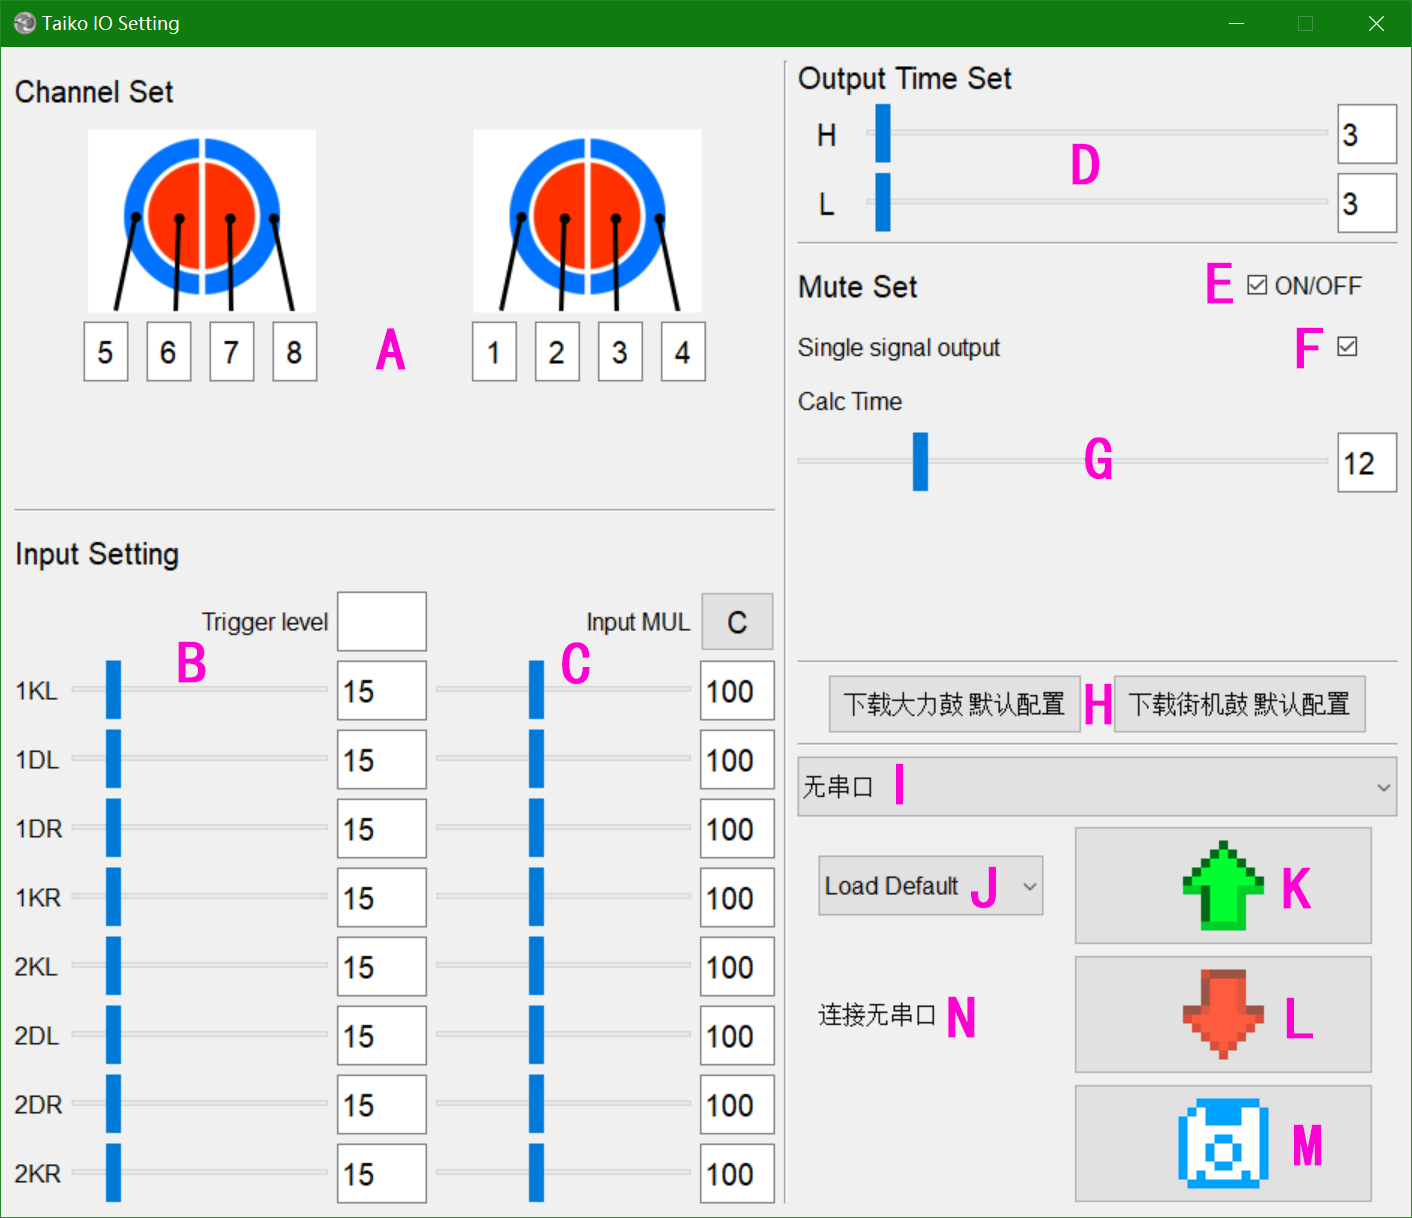 Taiko IO Setting
Channel Set
5 6 7 8 A 1 2 3 4
Input Setting
Trigger level Input MUL C
B C
1KL 15 100
1DL 15 100
1DR 15 100
1KR 15 100
2KL 15 100
2DL 15 100
2DR 15 100
2KR 15 100
Output Time Set
H 3
D
L 3
Mute Set E ON/OFF
Single signal output F
Calc Time
G 12
下载大力鼓 默认配置 H 下载街机鼓 默认配置
无串口 I
Load Default J K
连接无串口 N L
M